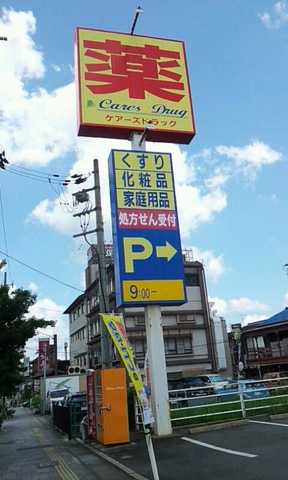 薬
Cares Drug
ケアーズドラッグ
くすり
化粧品
家庭用品
処方せん受付
P→
9:00～